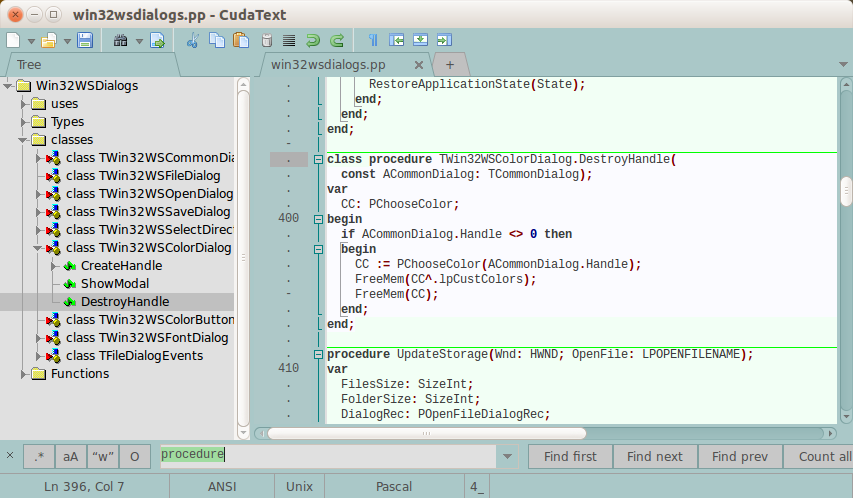 win32wsdialogs.pp - CudaText
Tree
win32wsdialogs.pp
+
Win32WSDialogs
uses
Types
classes
class TWin32WSCommonDia
class TWin32WSFileDialog
class TWin32WSOpenDialog
class TWin32WSSaveDialog
class TWin32WSSelectDirect
class TWin32WSColorDialog
CreateHandle
ShowModal
DestroyHandle
class TWin32WSColorButton
class TWin32WSFontDialog
class TFileDialogEvents
Functions
RestoreApplicationState(State);
end;
end;
end;
class procedure TWin32WSColorDialog.DestroyHandle(
const ACommonDialog: TCommonDialog);
var
CC: PChooseColor;
400 begin
if ACommonDialog.Handle <> 0 then
begin
CC := PChooseColor(ACommonDialog.Handle);
FreeMem(CC^.lpCustColors);
FreeMem(CC);
end;
end;
procedure UpdateStorage(Wnd: HWND; OpenFile: LPOPENFILENAME);
410 var
FilesSize: SizeInt;
FolderSize: SizeInt;
DialogRec: POpenFileDialogRec;
× .* aA “w” O procedure Find first Find next Find prev Count all
Ln 396, Col 7 ANSI Unix Pascal 4_